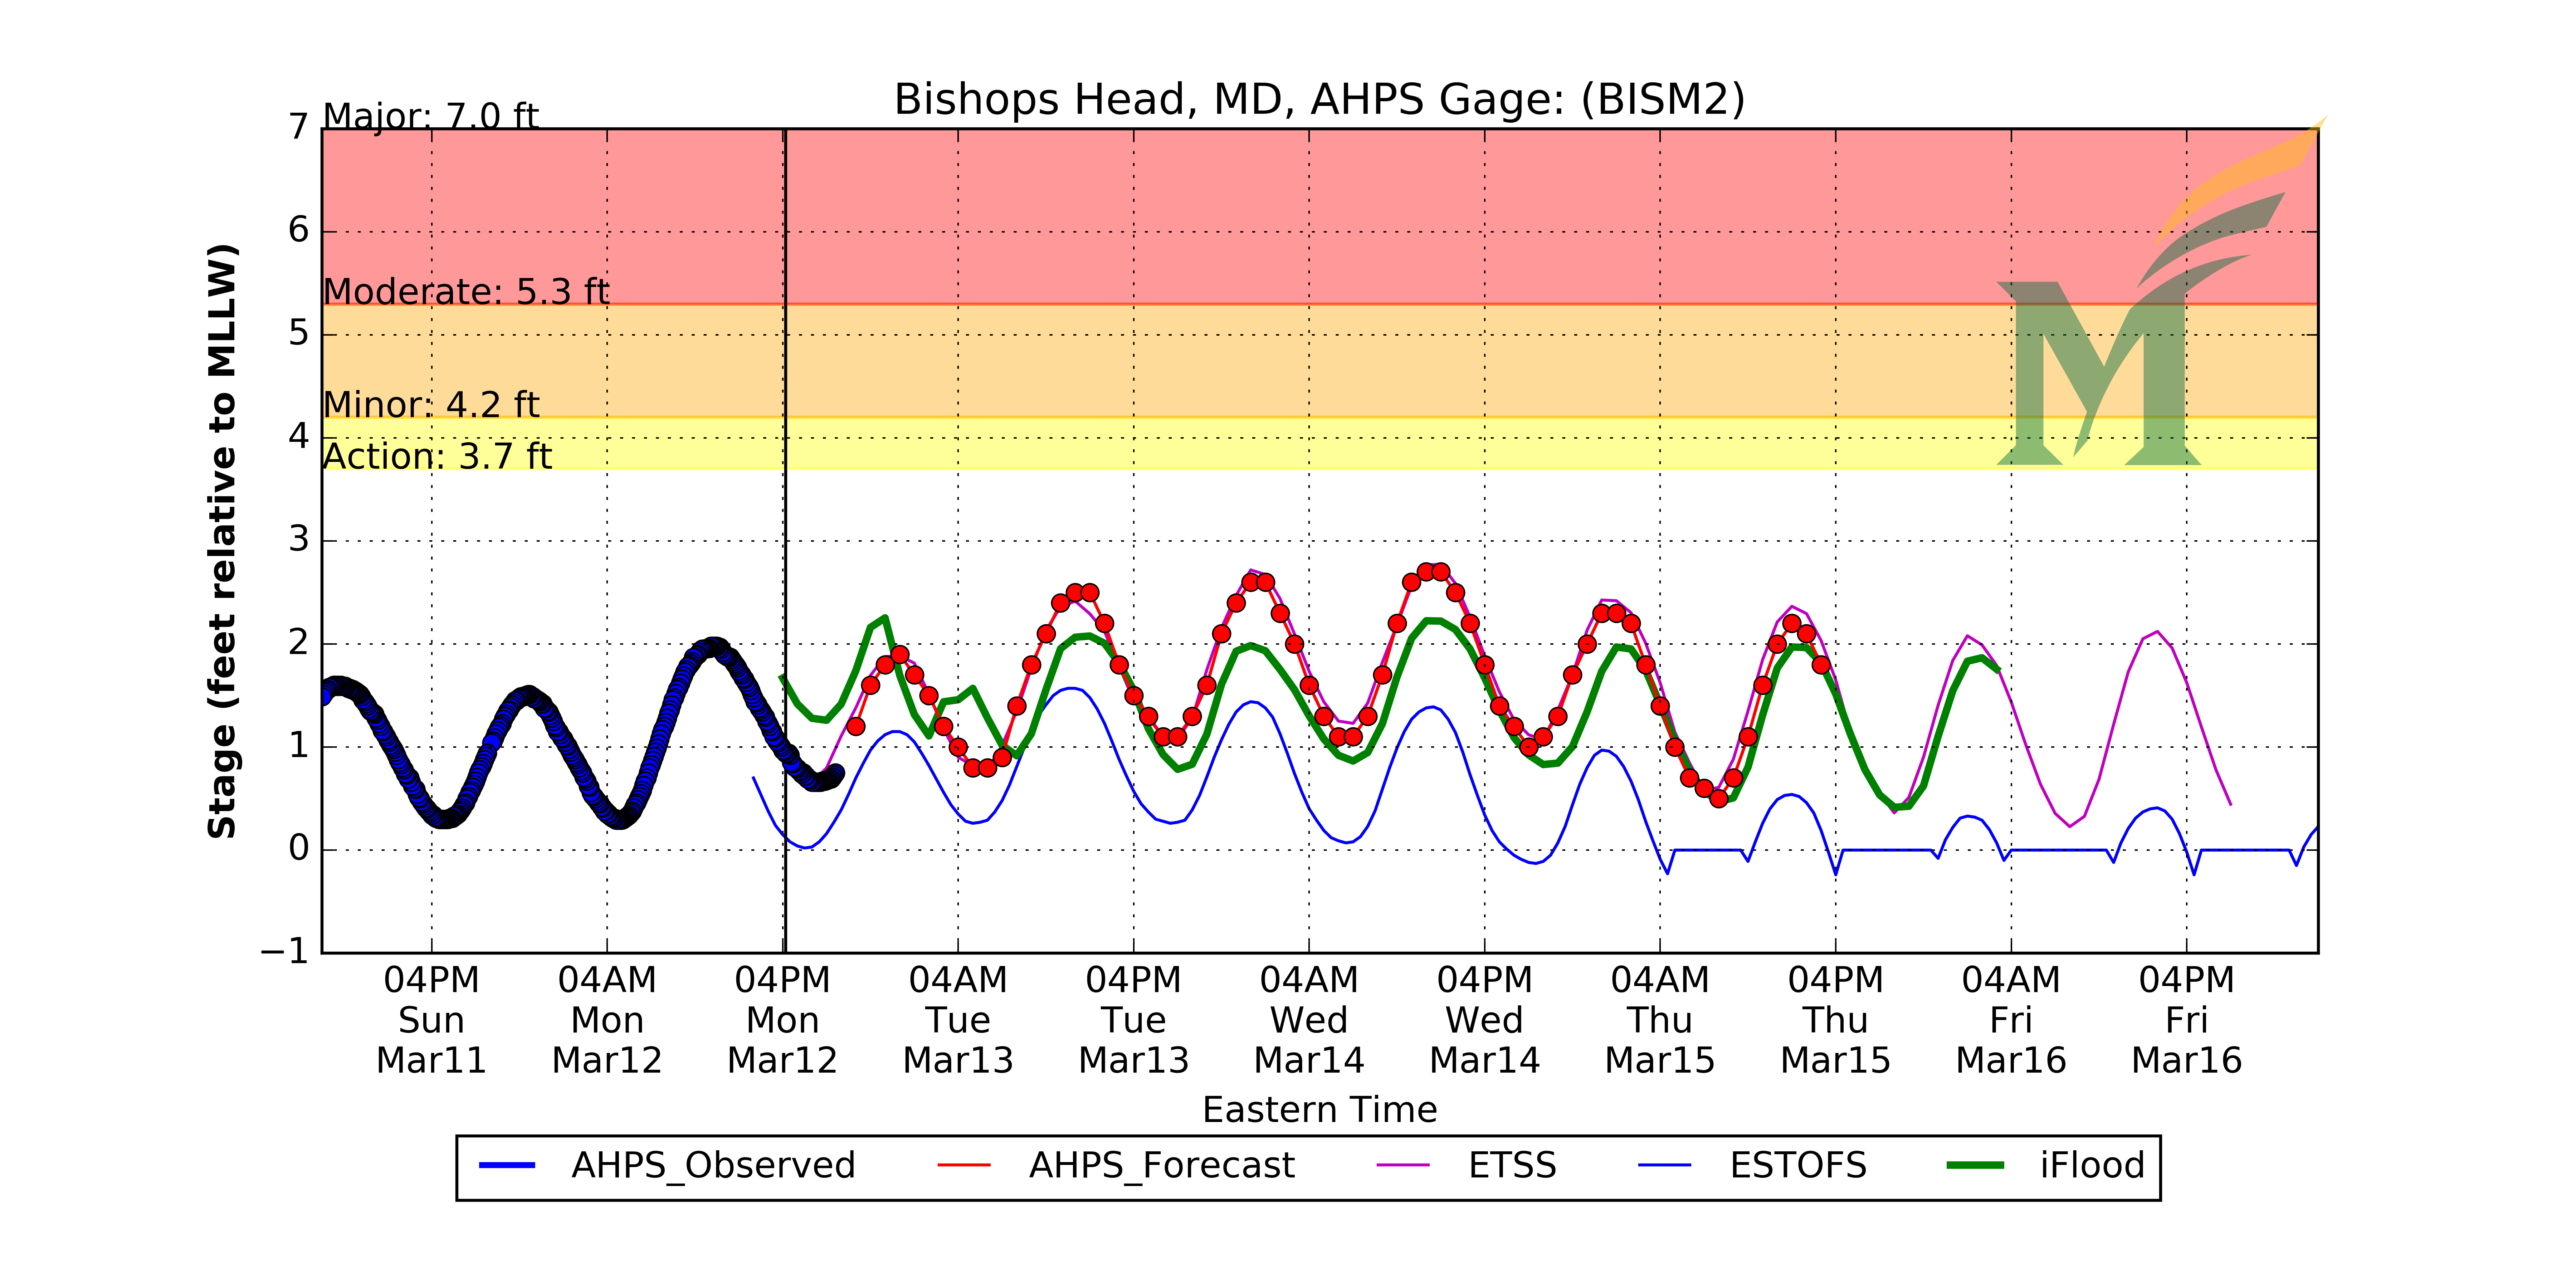 Bishops Head, MD, AHPS Gage: (BISM2)
Major: 7.0 ft
Moderate: 5.3 ft
Minor: 4.2 ft
Action: 3.7 ft
Stage (feet relative to MLLW)
7
6
5
4
3
2
1
0
−1
04PM Sun Mar11
04AM Mon Mar12
04PM Mon Mar12
04AM Tue Mar13
04PM Tue Mar13
04AM Wed Mar14
04PM Wed Mar14
04AM Thu Mar15
04PM Thu Mar15
04AM Fri Mar16
04PM Fri Mar16
Eastern Time
AHPS_Observed
AHPS_Forecast
ETSS
ESTOFS
iFlood
M